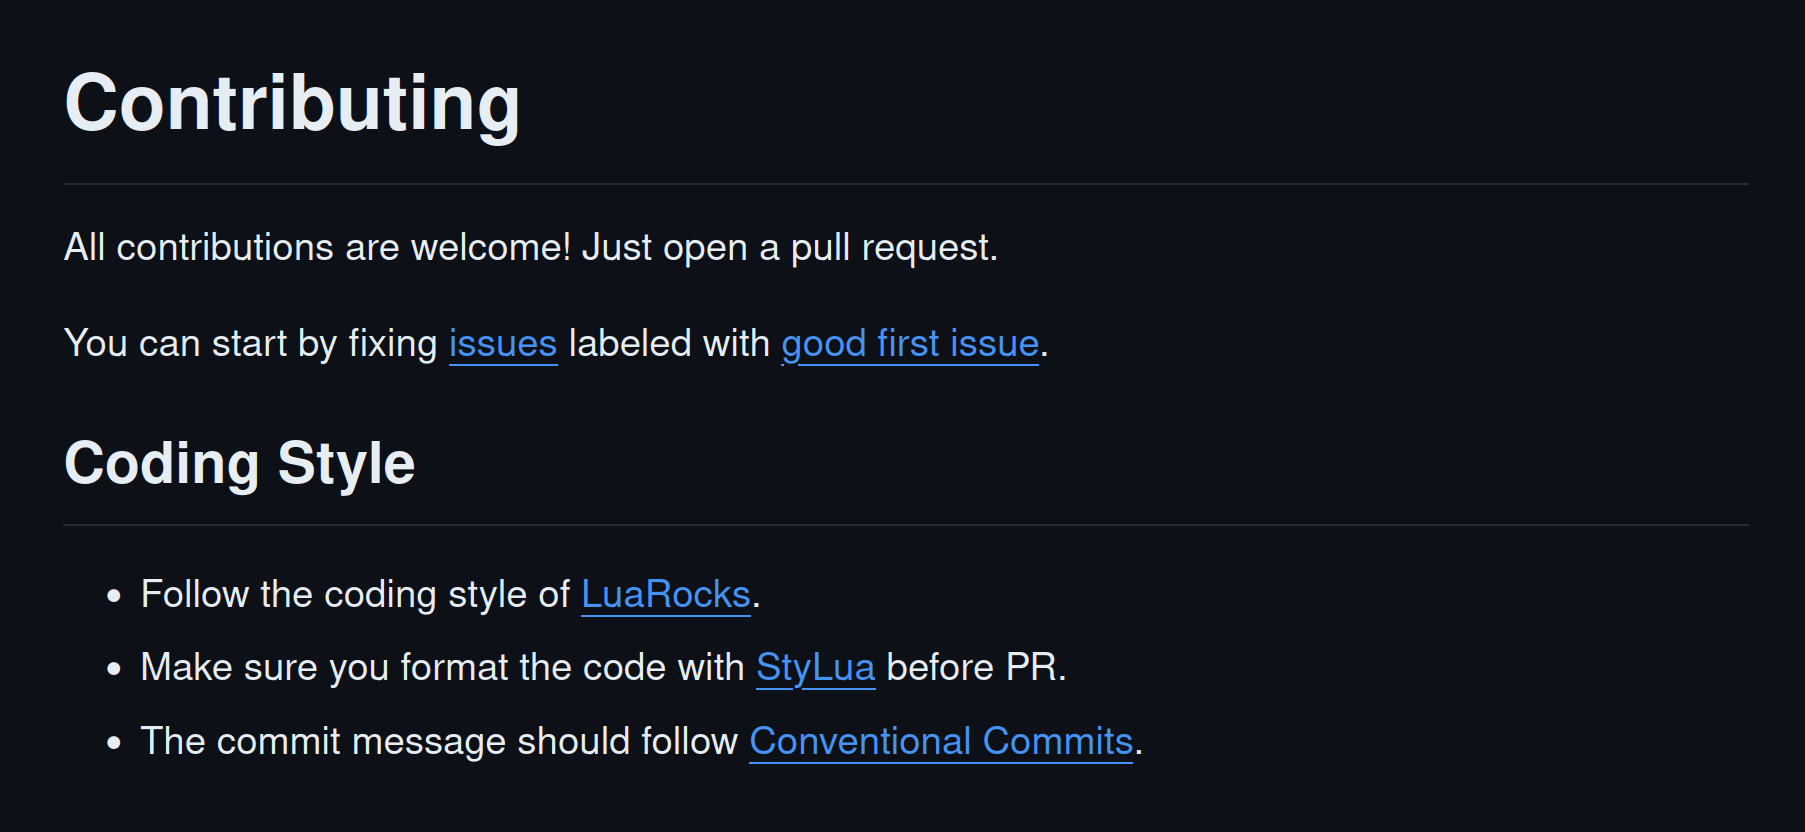 Contributing
All contributions are welcome! Just open a pull request.
You can start by fixing issues labeled with good first issue.
Coding Style
• Follow the coding style of LuaRocks.
• Make sure you format the code with StyLua before PR.
• The commit message should follow Conventional Commits.